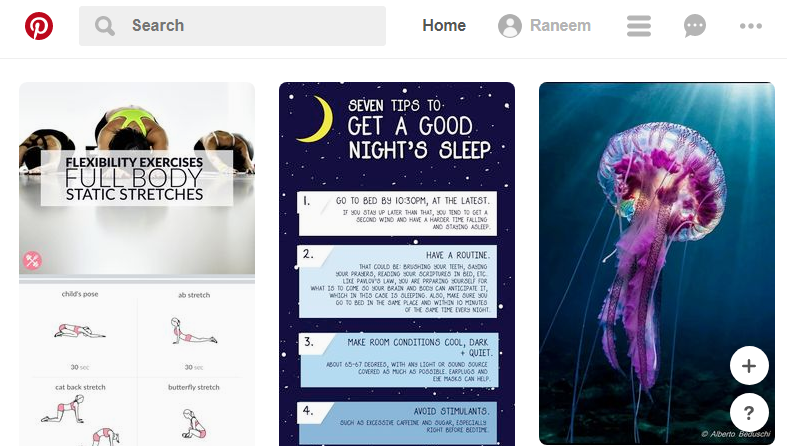 Search
Home
Raneem
FLEXIBILITY EXERCISES
FULL BODY
STATIC STRETCHES
child's pose
ab stretch
30 sec
30 sec
cat back stretch
butterfly stretch
SEVEN TIPS TO
GET A GOOD
NIGHT'S SLEEP
1.
GO TO BED BY 10:30PM, AT THE LATEST.
IF YOU STAY UP LATER THAN THAT, YOU TEND TO GET A
SECOND WIND AND HAVE A HARDER TIME FALLING
AND STAYING ASLEEP.
2.
HAVE A ROUTINE.
THAT COULD BE: BRUSHING YOUR TEETH, SAYING
YOUR PRAYERS, READING YOUR SCRIPTURES IN BED, ETC.
LIKE PAVLOV'S LAW, YOU ARE PRPARING YOURSELF FOR
WHAT IS TO COME SO YOUR BRAIN AND BODY CAN ANTICIPATE IT,
WHICH IN THIS CASE IS SLEEPING. ALSO, MAKE SURE YOU
GO TO BED IN THE SAME PLACE AND WITHIN 10 MINUTES
OF THE SAME TIME EVERY NIGHT.
3.
MAKE ROOM CONDITIONS COOL, DARK
+ QUIET.
ABOUT 65-67 DEGREES, WITH ANY LIGHT OR SOUND SOURCE
COVERED AS MUCH AS POSSIBLE. EARPLUGS AND
EYE MASKS CAN HELP.
4.
AVOID STIMULANTS.
SUCH AS EXCESSIVE CAFFEINE AND SUGAR, ESPECIALLY
RIGHT BEFORE BEDTIME.
© Alberto Beduschi
+
?